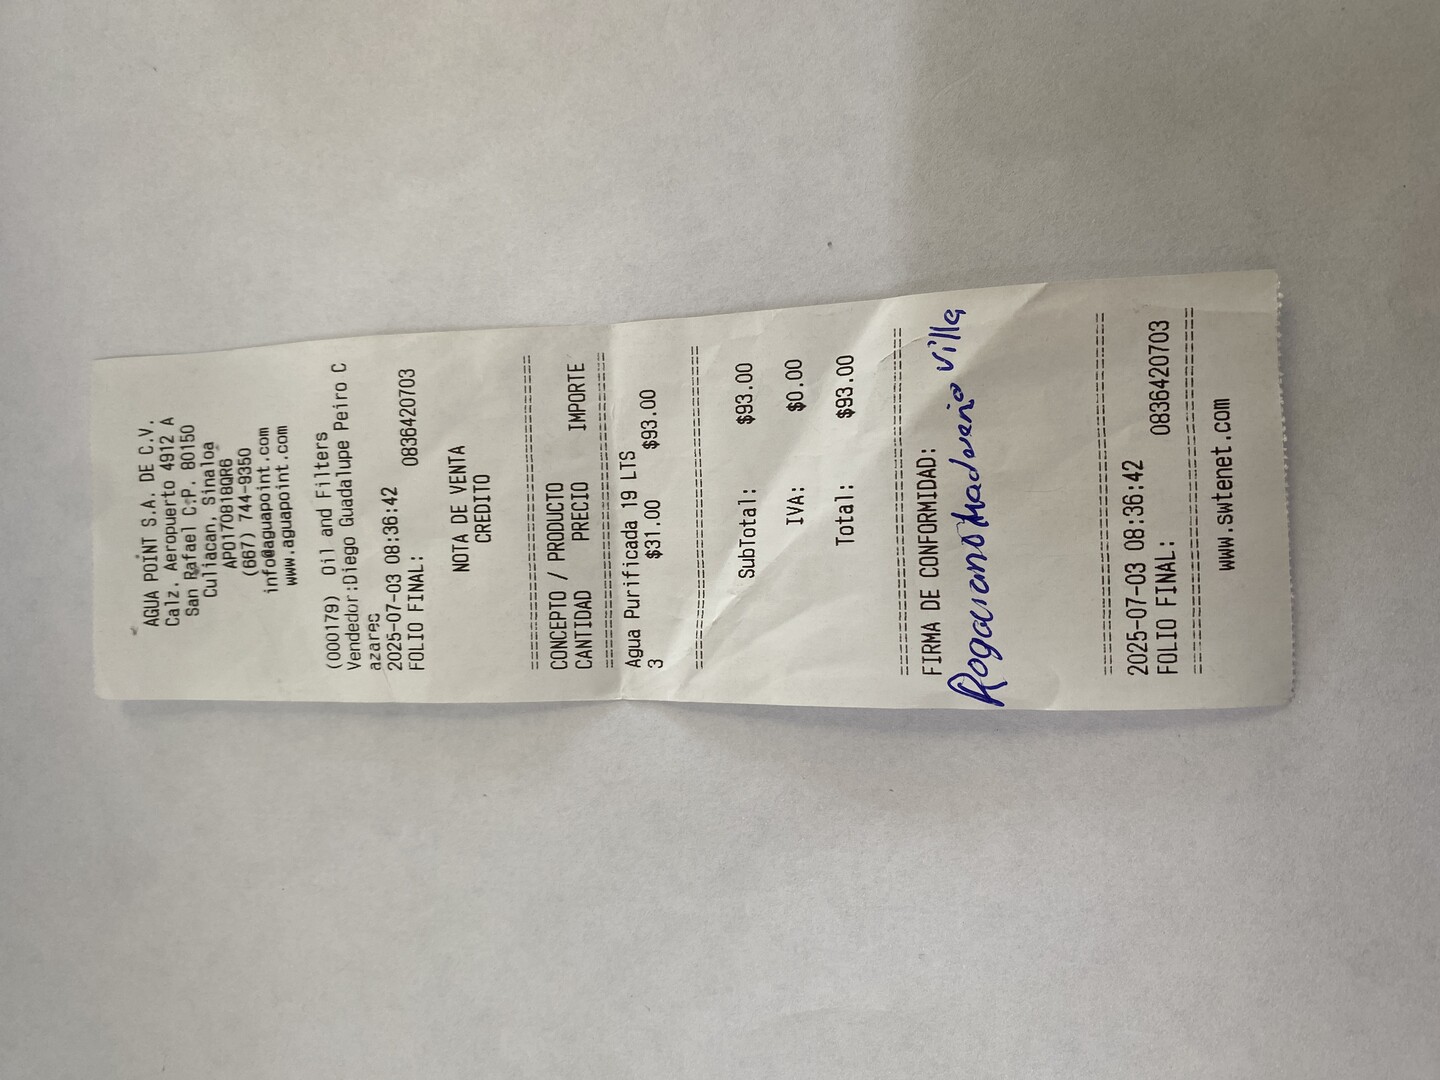 AGUA POINT S.A. DE C.V.
Calz. Aeropuerto 4912 A
San Rafael C.P. 80150
Culiacan, Sinaloa
APO170818QR6
(667) 744-9350
info@aguapoint.com
www.aguapoint.com
(000179) Oil and Filters
Vendedor:Diego Guadalupe Peiro C
azares
2025-07-03 08:36:42
FOLIO FINAL: 0836420703
NOTA DE VENTA
CREDITO
================================
CONCEPTO / PRODUCTO
CANTIDAD PRECIO IMPORTE
================================
Agua Purificada 19 LTS
3 $31.00 $93.00
================================
SubTotal: $93.00
IVA: $0.00
Total: $93.00
================================
FIRMA DE CONFORMIDAD:
Madueño Villa
================================
2025-07-03 08:36:42
FOLIO FINAL: 0836420703
================================
www.swtenet.com